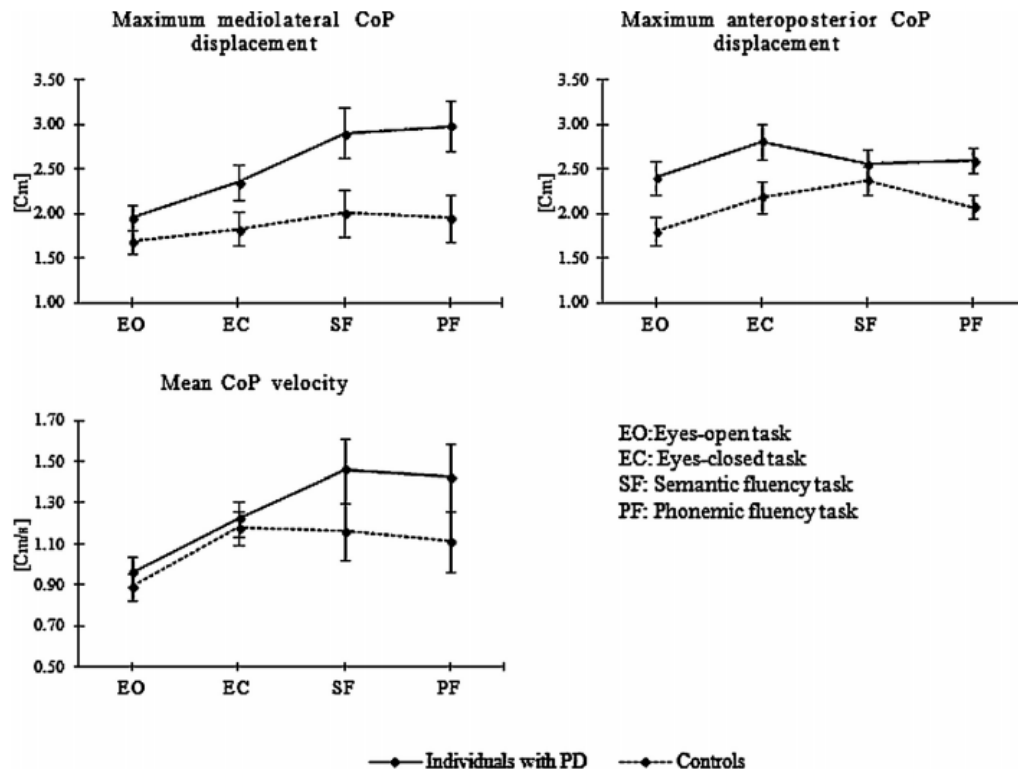 Maximum mediolateral CoP
displacement
3.50
3.00
2.50
2.00
1.50
1.00
[Cm]
EO EC SF PF
Maximum anteroposterior CoP
displacement
3.50
3.00
2.50
2.00
1.50
1.00
[Cm]
EO EC SF PF
Mean CoP velocity
1.70
1.50
1.30
1.10
0.90
0.70
0.50
[Cm/s]
EO EC SF PF
EO:Eyes-open task
EC: Eyes-closed task
SF: Semantic fluency task
PF: Phonemic fluency task
Individuals with PD Controls